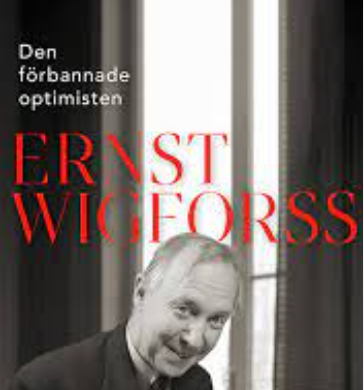 Den
förbannade
optimisten
ERNST
WIGFORSS